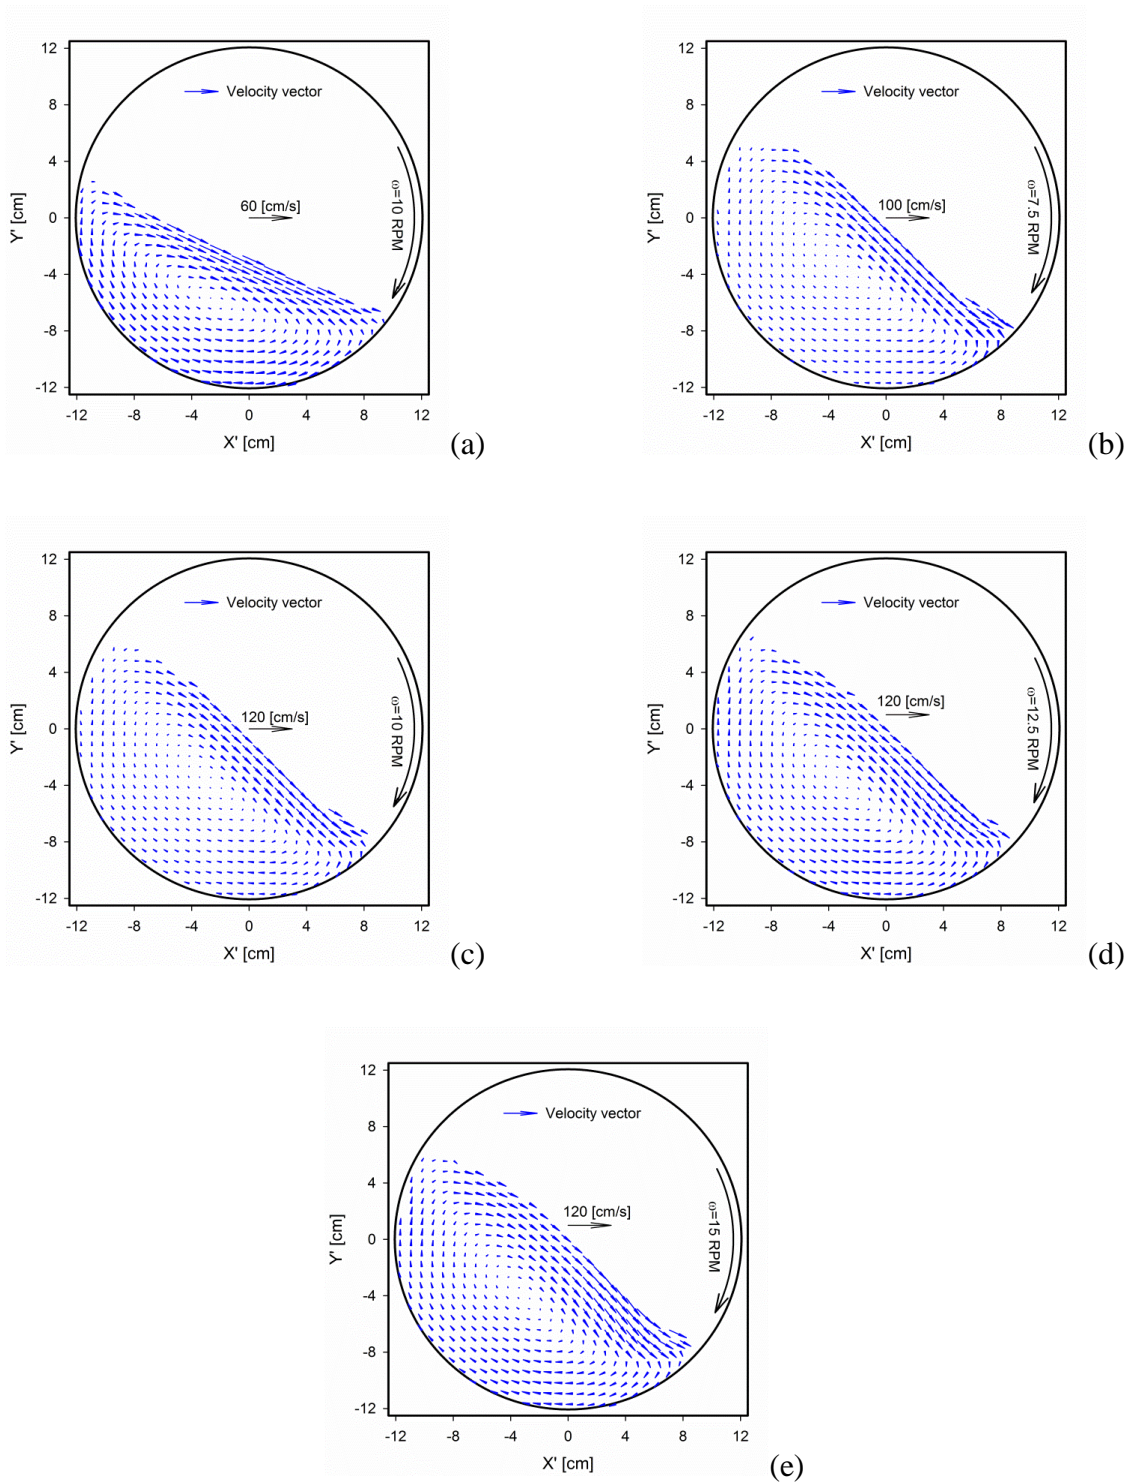 12
8
4
0
-4
-8
-12
Y' [cm]
Velocity vector
60 [cm/s]
ω=10 RPM
-12 -8 -4 0 4 8 12
X' [cm]
(a)
12
8
4
0
-4
-8
-12
Y' [cm]
Velocity vector
100 [cm/s]
ω=7.5 RPM
-12 -8 -4 0 4 8 12
X' [cm]
(b)
12
8
4
0
-4
-8
-12
Y' [cm]
Velocity vector
120 [cm/s]
ω=10 RPM
-12 -8 -4 0 4 8 12
X' [cm]
(c)
12
8
4
0
-4
-8
-12
Y' [cm]
Velocity vector
120 [cm/s]
ω=12.5 RPM
-12 -8 -4 0 4 8 12
X' [cm]
(d)
12
8
4
0
-4
-8
-12
Y' [cm]
Velocity vector
120 [cm/s]
ω=15 RPM
-12 -8 -4 0 4 8 12
X' [cm]
(e)